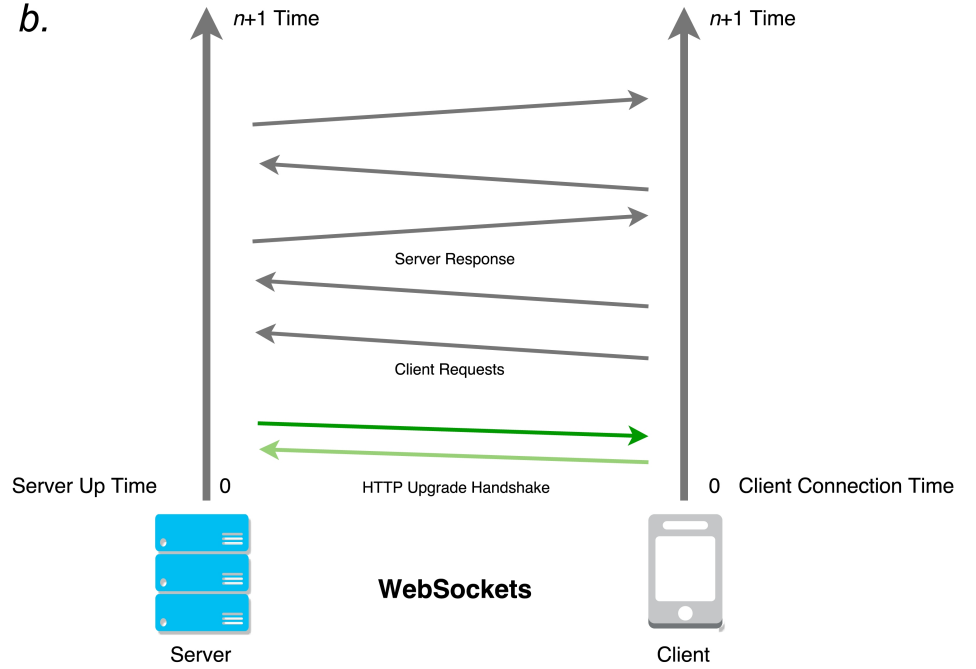 b.
n+1 Time
n+1 Time
Server Response
Client Requests
Server Up Time
0
HTTP Upgrade Handshake
0
Client Connection Time
WebSockets
Server
Client